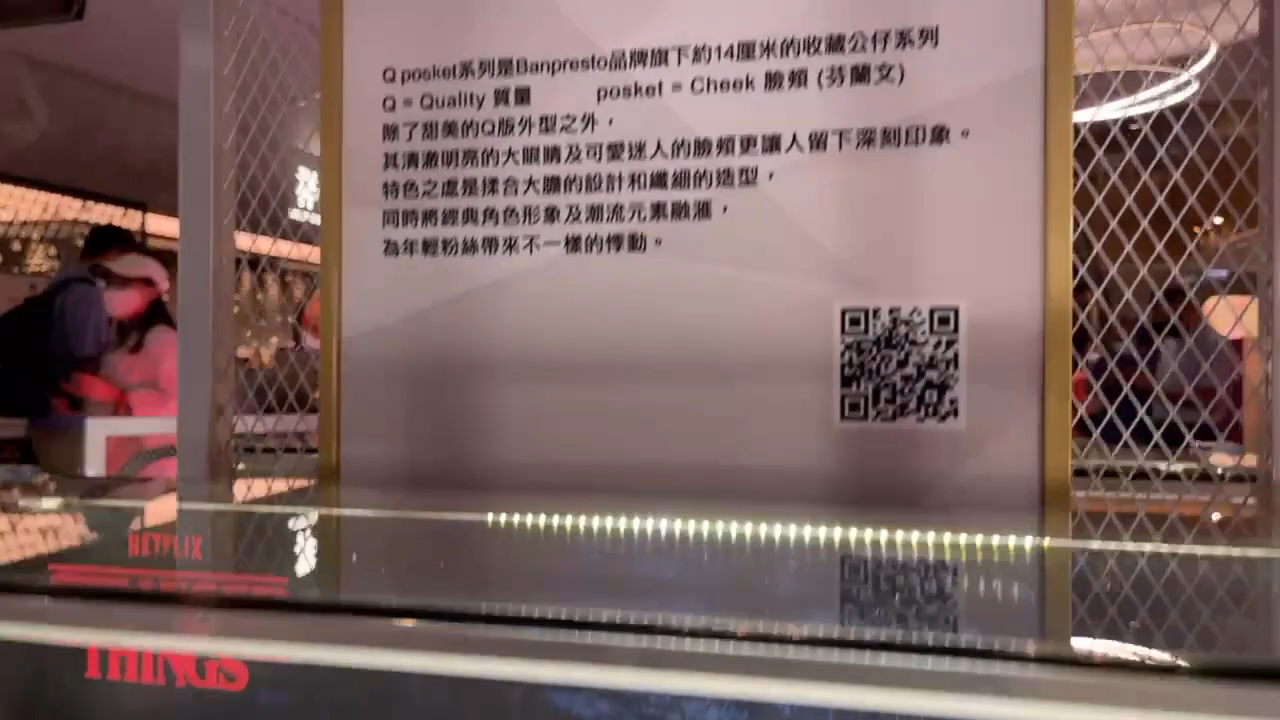 Q posket系列是Banpresto品牌旗下約14厘米的收藏公仔系列
Q = Quality 質量 posket = Cheek 臉頰 (芬蘭文)
除了甜美的Q版外型之外，
其清澈明亮的大眼睛及可愛迷人的臉頰更讓人留下深刻印象。
特色之處是揉合大膽的設計和纖細的造型，
同時將經典角色形象及潮流元素融滙，
為年輕粉絲帶來不一樣的悸動。
NETFLIX
THINGS